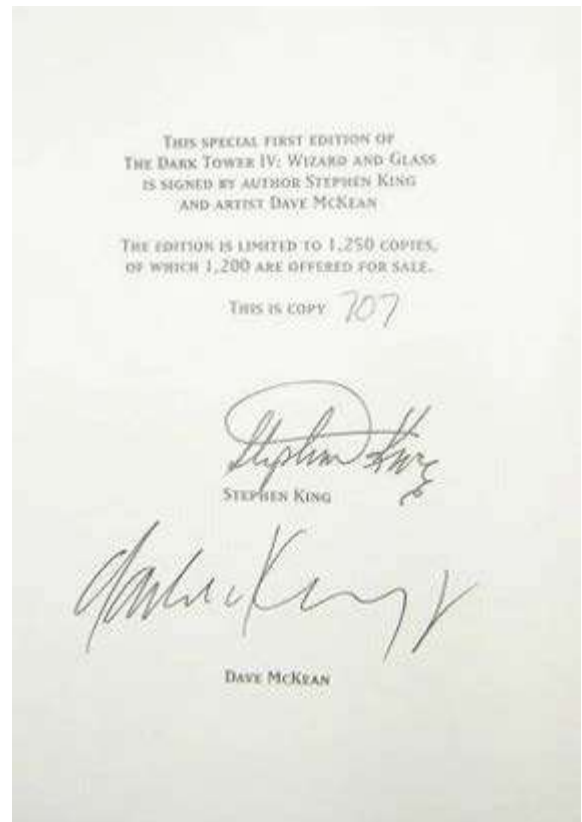 This special first edition of
The Dark Tower IV: Wizard and Glass
is signed by author Stephen King
and artist Dave McKean
The edition is limited to 1,250 copies,
of which 1,200 are offered for sale.
This is copy 707
Stephen King
Stephen King
Dave McKean